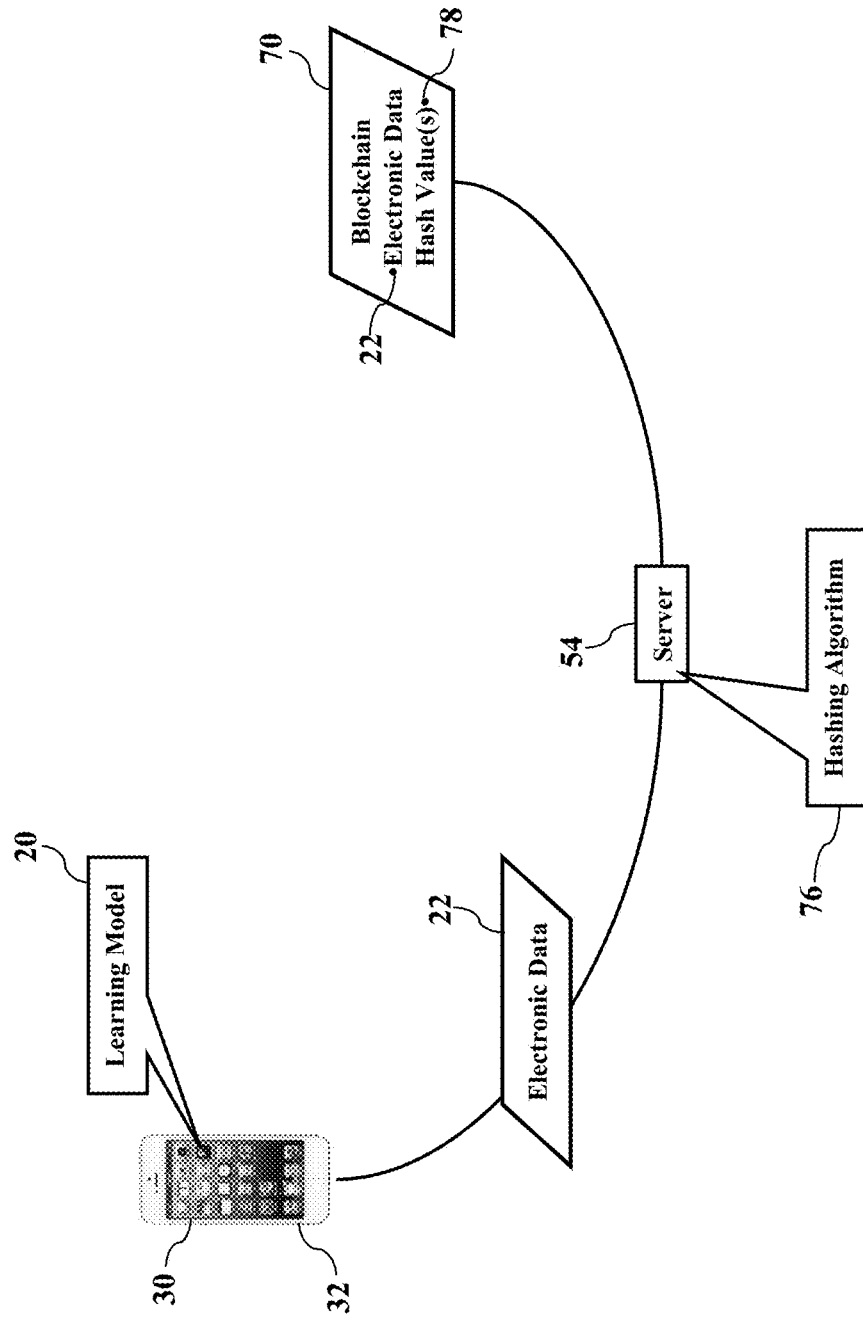 20
Learning Model
30
32
22
Electronic Data
54
Server
76
Hashing Algorithm
70
Blockchain
•Electronic Data
Hash Value(s)•
22
78